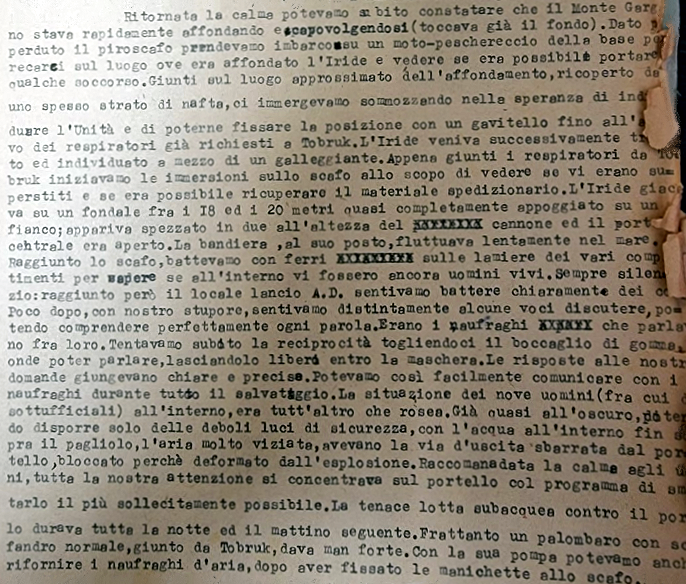 Ritornata la calma potevamo subito constatare che il Monte Garg
no stava rapidamente affondando e capovolgendosi(toccava già il fondo).Dato p
perduto il piroscafo prendevamo imbarco su un moto-peschereccio della base pe
recarci sul luogo ove era affondato l'Iride e vedere se era possibile portare
qualche soccorso.Giunti sul luogo approssimato dell'affondamento,ricoperto da
uno spesso strato di nafta,ci immergevamo sommozzando nella speranza di ind
duare l'Unità e di poterne fissare la posizione con un gavitello fino all'a
vo dei respiratori già richiesti a Tobruk.L'Iride veniva successivamente tr
to ed individuato a mezzo di un galleggiante.Appena giunti i respiratori da To
bruk iniziavamo le immersioni sullo scafo allo scopo di vedere se vi erano su=
perstiti e se era possibile ricuperare il materiale spedizionario.L'Iride giac
va su un fondale fra i I8 ed i 20 metri quasi completamente appoggiato su un
fianco;appariva spezzato in due all'altezza del cannone ed il port
centrale era aperto.La bandiera ,al suo posto,fluttuava lentamente nel mare.
Raggiunto lo scafo,battevamo con ferri sulle lamiere dei vari comp
timenti per sapere se all'interno vi fossero ancora uomini vivi.Sempre silen
zio:raggiunto però il locale lancio A.D. sentivamo battere chiaramente dei co
Poco dopo,con nostro stupore,sentivamo distintamente alcune voci discutere,po=
tendo comprendere perfettamente ogni parola.Erano i naufraghi che parla
no fra loro.Tentavamo subito la reciprocità togliendoci il boccaglio di gomma,
onde poter parlare,lasciandolo libero entro la maschera.Le risposte alle nostr
domande giungevano chiare e precise.Potevamo così facilmente comunicare con i
naufraghi durante tutto il salvataggio.La situazione dei nove uomini(fra cui
sottufficiali) all'interno,era tutt'altro che rosea.Già quasi all'oscuro,poten
do disporre solo delle deboli luci di sicurezza,con l'acqua all'interno fin s
pra il pagliolo,l'aria molto viziata,avevano la via d'uscita sbarrata dal por
tello,bloccato perchè deformato dall'esplosione.Raccomanadata la calma agli u
ni,tutta la nostra attenzione si concentrava sul portello col programma di sm
tarlo il più sollecitamente possibile.La tenace lotta subacquea contro il por
lo durava tutta la notte ed il mattino seguente.Frattanto un palombaro con sc
fandro normale,giunto da Tobruk,dava man forte.Con la sua pompa potevamo anch
rifornire i naufraghi d'aria,dopo aver fissato le manichette allo scafo.